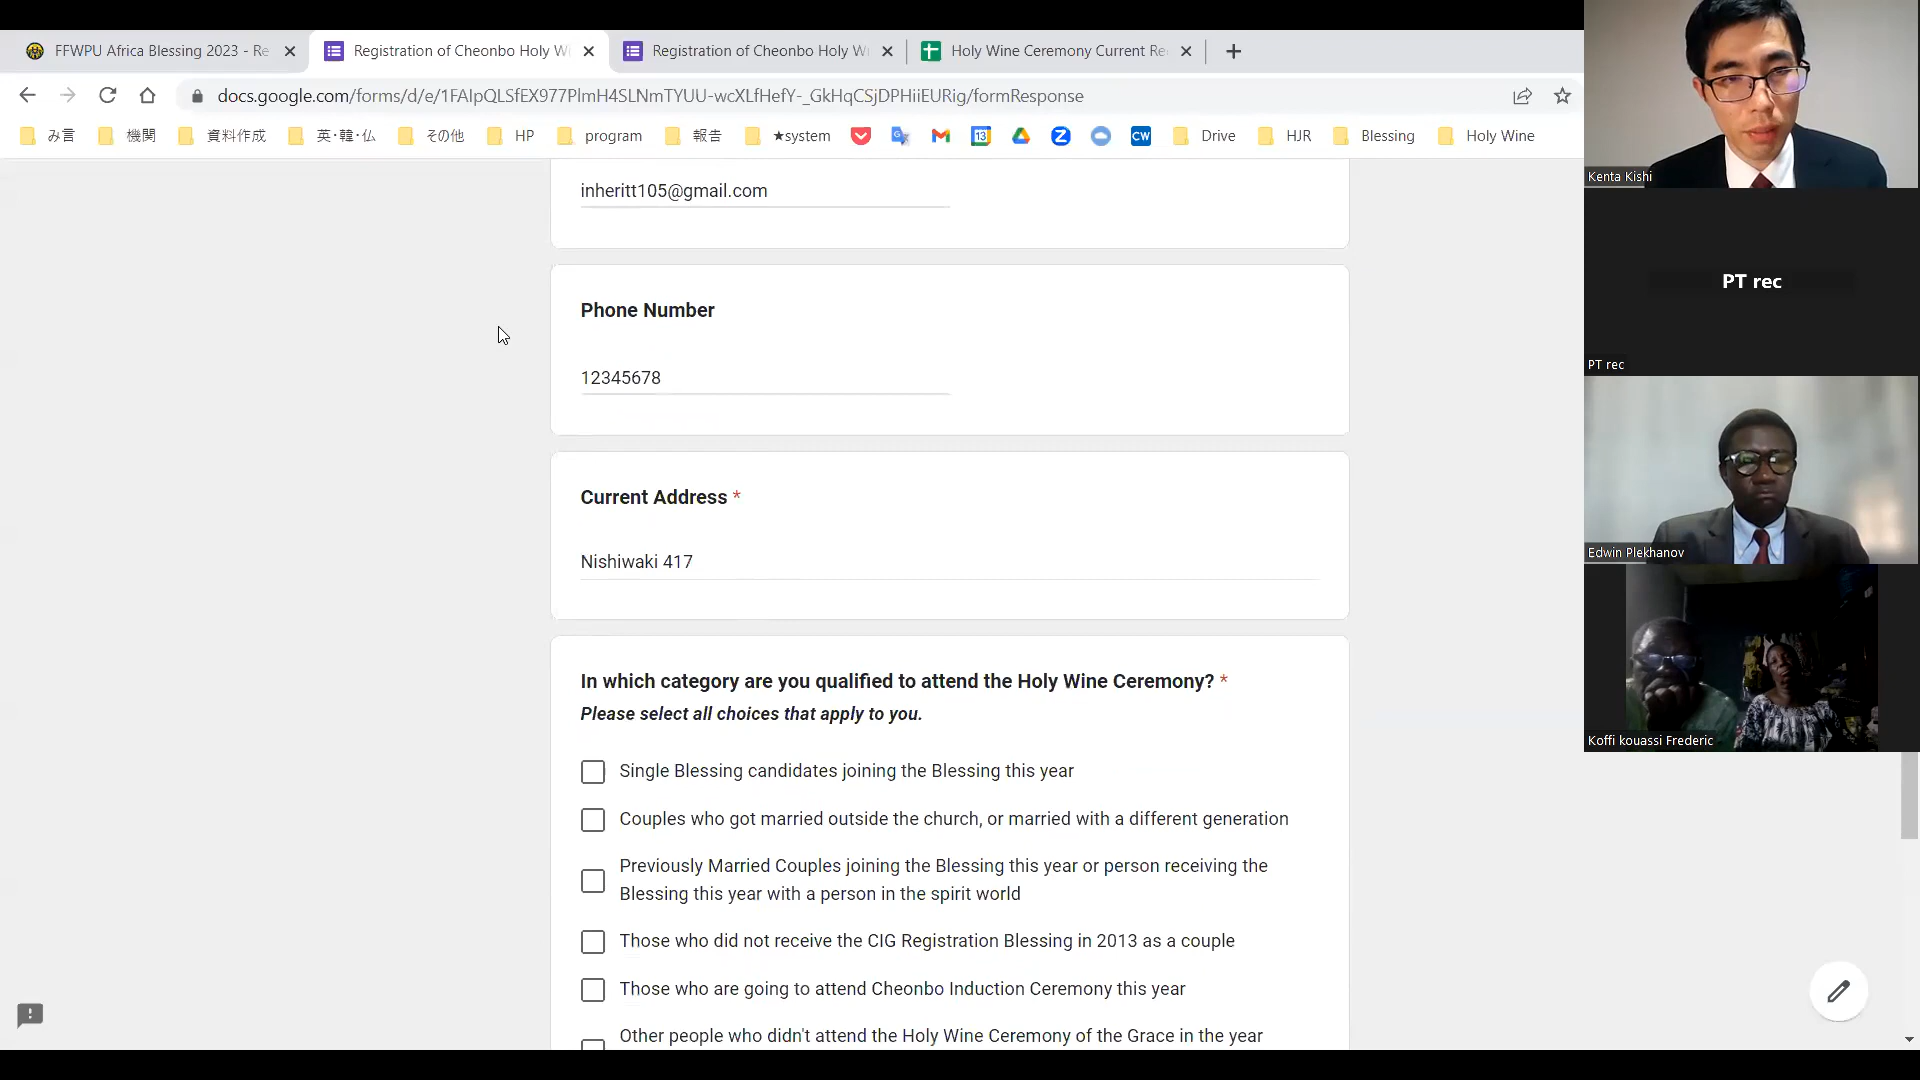 FFWPU Africa Blessing 2023 - Re
Registration of Cheonbo Holy Wi
Registration of Cheonbo Holy Wi
Holy Wine Ceremony Current Re
docs.google.com/forms/d/e/1FAIpQLSfEX977PlmH4SLNmTYUU-wcXLfHefY-_GkHqCSjDPHiiEURig/formResponse
み言 機関 資料作成 英・韓・仏 その他 HP program 報告 ★system 13 CW Drive HJR Blessing Holy Wine
inheritt105@gmail.com
Phone Number
12345678
Current Address *
Nishiwaki 417
In which category are you qualified to attend the Holy Wine Ceremony? *
Please select all choices that apply to you.
Single Blessing candidates joining the Blessing this year
Couples who got married outside the church, or married with a different generation
Previously Married Couples joining the Blessing this year or person receiving the
Blessing this year with a person in the spirit world
Those who did not receive the CIG Registration Blessing in 2013 as a couple
Those who are going to attend Cheonbo Induction Ceremony this year
Other people who didn't attend the Holy Wine Ceremony of the Grace in the year
Kenta Kishi
PT rec
PT rec
Edwin Plekhanov
Koffi kouassi Frederic